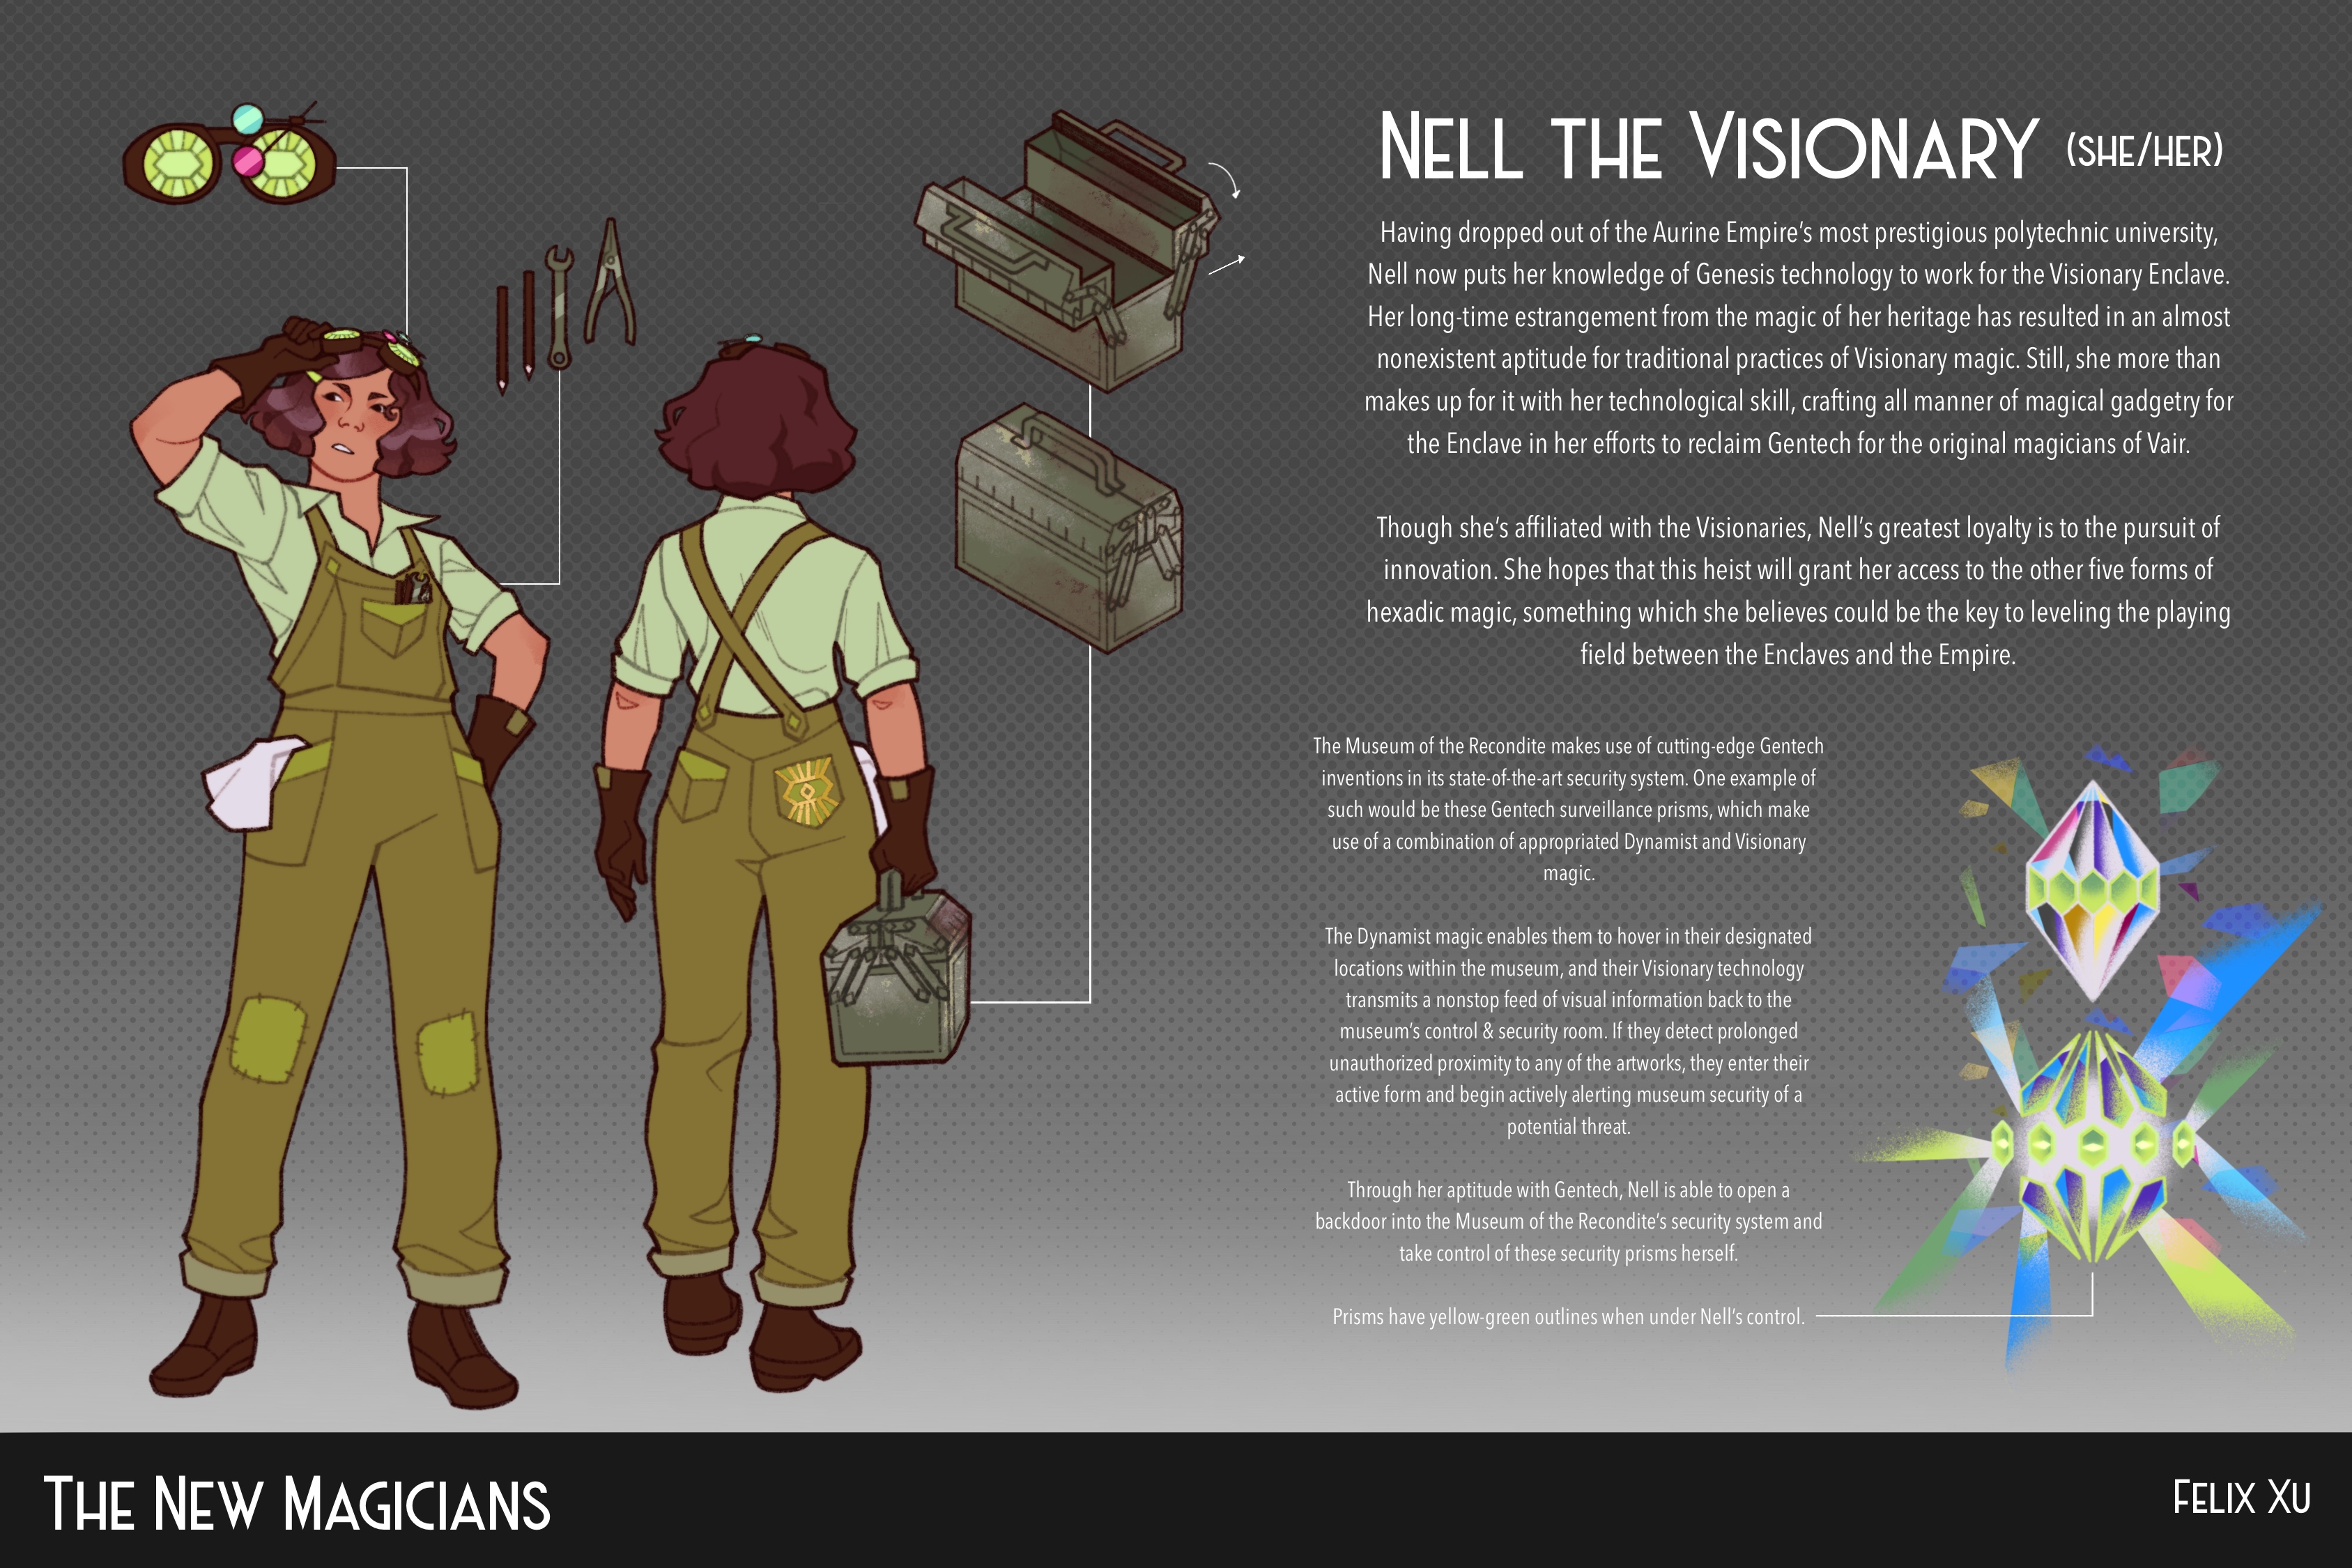 NELL THE VISIONARY (SHE/HER)
Having dropped out of the Aurine Empire's most prestigious polytechnic university,
Nell now puts her knowledge of Genesis technology to work for the Visionary Enclave.
Her long-time estrangement from the magic of her heritage has resulted in an almost
nonexistent aptitude for traditional practices of Visionary magic. Still, she more than
makes up for it with her technological skill, crafting all manner of magical gadgetry for
the Enclave in her efforts to reclaim Gentech for the original magicians of Vair.
Though she's affiliated with the Visionaries, Nell's greatest loyalty is to the pursuit of
innovation. She hopes that this heist will grant her access to the other five forms of
hexadic magic, something which she believes could be the key to leveling the playing
field between the Enclaves and the Empire.
The Museum of the Recondite makes use of cutting-edge Gentech
inventions in its state-of-the-art security system. One example of
such would be these Gentech surveillance prisms, which make
use of a combination of appropriated Dynamist and Visionary
magic.
The Dynamist magic enables them to hover in their designated
locations within the museum, and their Visionary technology
transmits a nonstop feed of visual information back to the
museum's control & security room. If they detect prolonged
unauthorized proximity to any of the artworks, they enter their
active form and begin actively alerting museum security of a
potential threat.
Through her aptitude with Gentech, Nell is able to open a
backdoor into the Museum of the Recondite's security system and
take control of these security prisms herself.
Prisms have yellow-green outlines when under Nell's control.
THE NEW MAGICIANS
FELIX XU